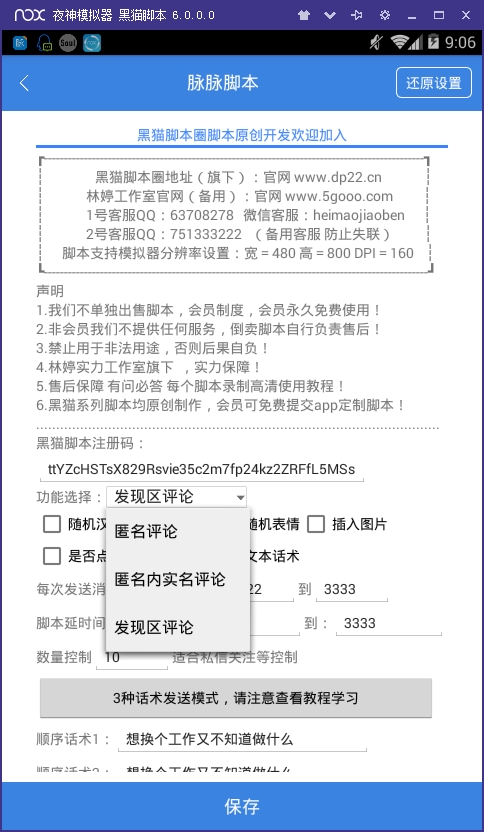 nox 夜神模拟器 黑猫脚本 6.0.0.0
Soul
9:06
脉脉脚本
还原设置
黑猫脚本圈脚本原创开发欢迎加入
黑猫脚本圈地址（旗下）：官网 www.dp22.cn
林婷工作室官网（备用）：官网 www.5gooo.com
1号客服QQ：63708278 微信客服：heimaojiaoben
2号客服QQ：751333222 （备用客服 防止失联）
脚本支持模拟器分辨率设置：宽 = 480 高 = 800 DPI = 160
声明
1.我们不单独出售脚本，会员制度，会员永久免费使用！
2.非会员我们不提供任何服务，倒卖脚本自行负责售后！
3.禁止用于非法用途，否则后果自负！
4.林婷实力工作室旗下 ，实力保障！
5.售后保障 有问必答 每个脚本录制高清使用教程！
6.黑猫系列脚本均原创制作，会员可免费提交app定制脚本！
黑猫脚本注册码：
ttYZcHSTsX829Rsvie35c2m7fp24kz2ZRFfL5MSs
功能选择： 发现区评论
随机汉 随机表情 插入图片
匿名评论
是否点 文本话术
匿名内实名评论
每次发送消 22 到 3333
脚本延时间 到： 3333
发现区评论
数量控制 10 适合私信关注等控制
3种话术发送模式，请注意查看教程学习
顺序话术1： 想换个工作又不知道做什么
顺序话术2： 想换个工作又不知道做什么
保存